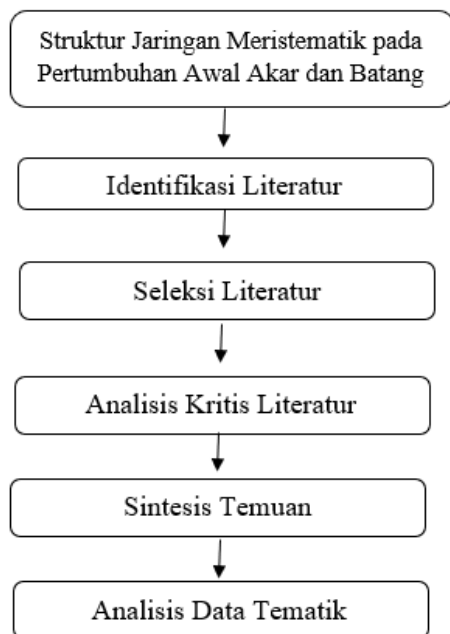 Struktur Jaringan Meristematik pada
Pertumbuhan Awal Akar dan Batang
Identifikasi Literatur
Seleksi Literatur
Analisis Kritis Literatur
Sintesis Temuan
Analisis Data Tematik